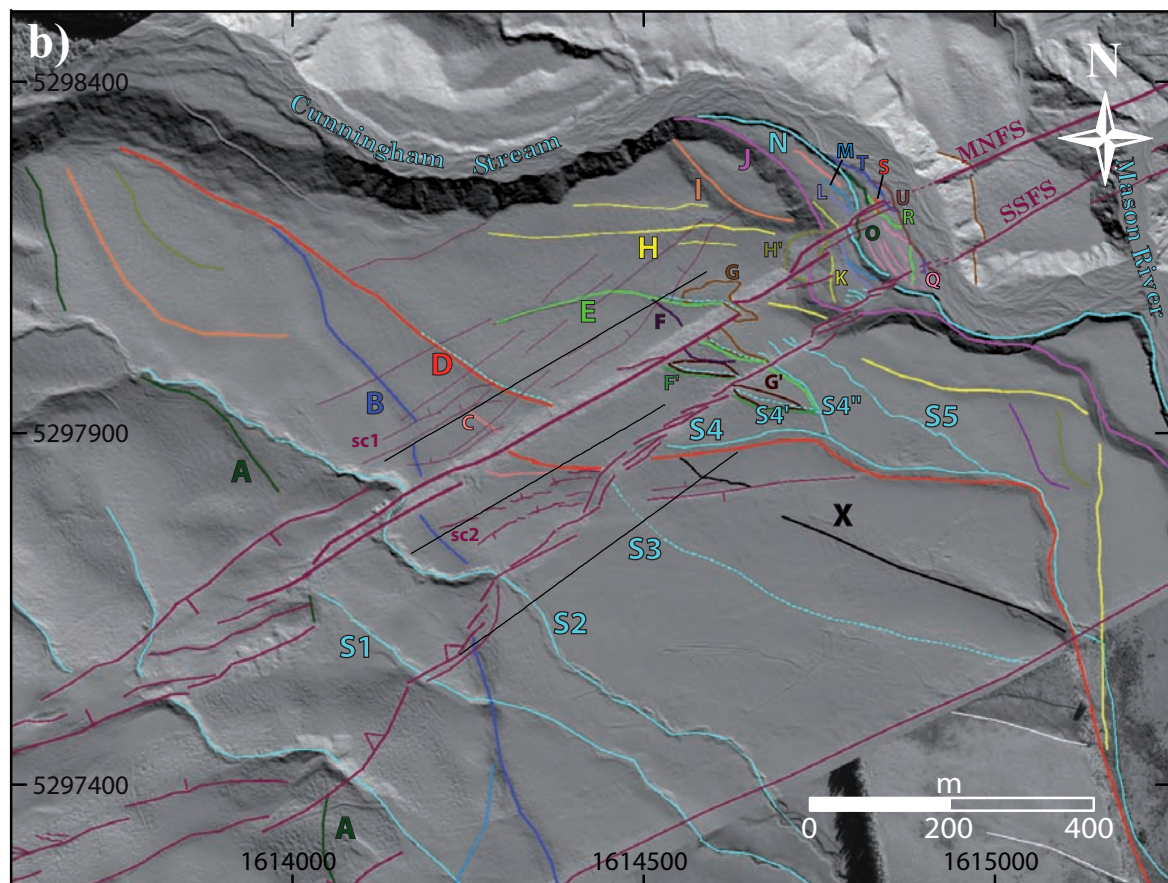 b)
N
5298400
Cunningham Stream
MNFS
SSFS
Mason River
J
N
M
T
S
L
U
R
O
I
H
H'
K
Q
G
E
F
D
F'
G'
B
C
S4'
S4"
S4
S5
sc1
5297900
A
X
sc2
S3
S2
S1
5297400
m
0 200 400
A
1614000
1614500
1615000